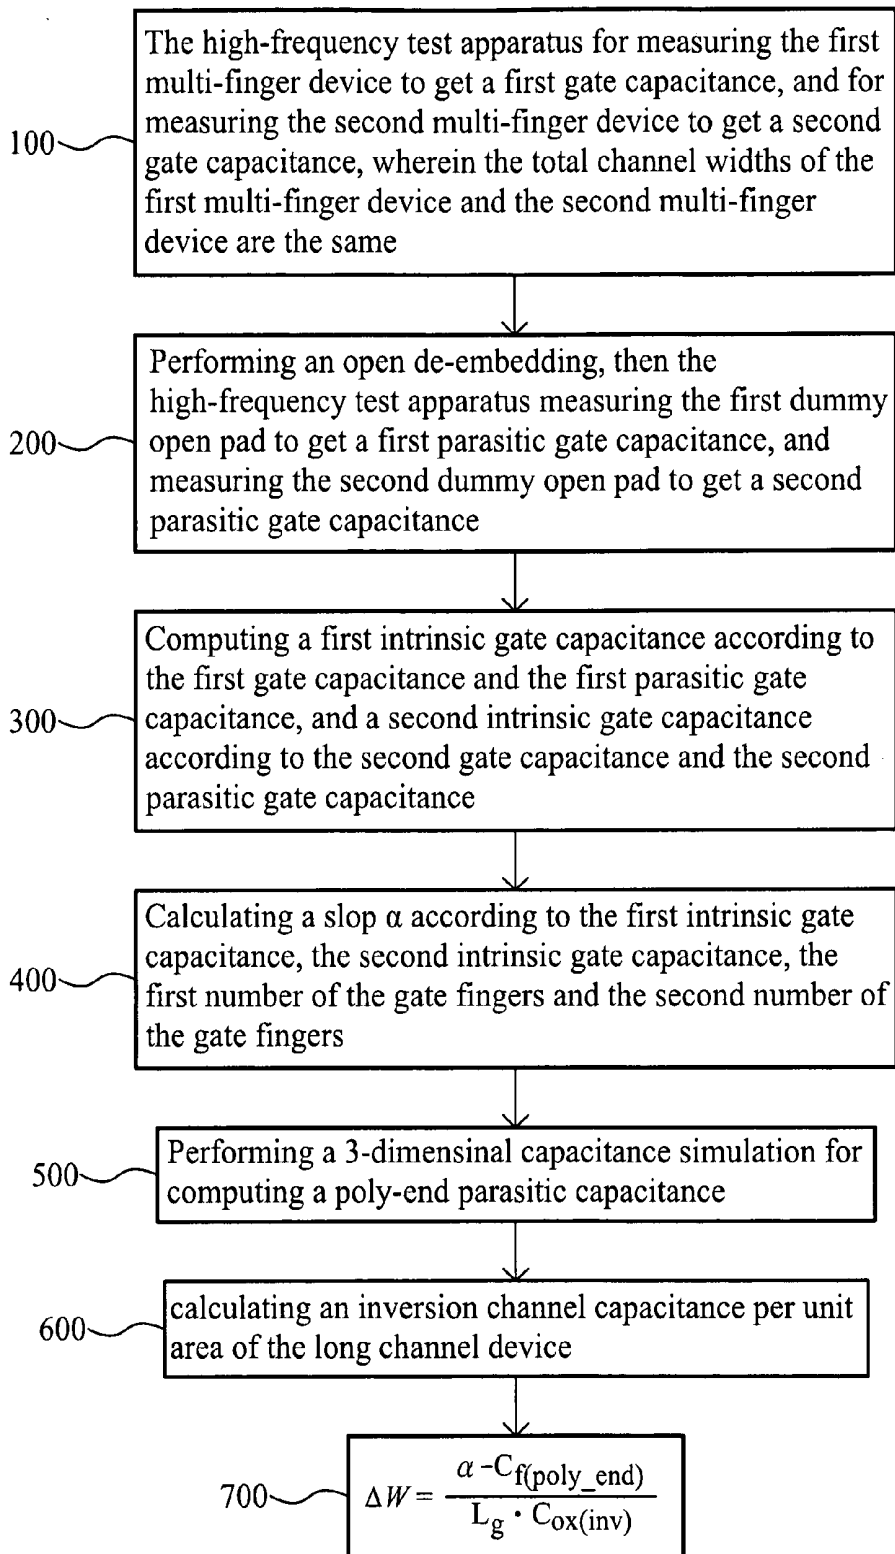 100
The high-frequency test apparatus for measuring the first
multi-finger device to get a first gate capacitance, and for
measuring the second multi-finger device to get a second
gate capacitance, wherein the total channel widths of the
first multi-finger device and the second multi-finger
device are the same
200
Performing an open de-embedding, then the
high-frequency test apparatus measuring the first dummy
open pad to get a first parasitic gate capacitance, and
measuring the second dummy open pad to get a second
parasitic gate capacitance
300
Computing a first intrinsic gate capacitance according to
the first gate capacitance and the first parasitic gate
capacitance, and a second intrinsic gate capacitance
according to the second gate capacitance and the second
parasitic gate capacitance
400
Calculating a slop α according to the first intrinsic gate
capacitance, the second intrinsic gate capacitance, the
first number of the gate fingers and the second number of
the gate fingers
500
Performing a 3-dimensinal capacitance simulation for
computing a poly-end parasitic capacitance
600
calculating an inversion channel capacitance per unit
area of the long channel device
700
ΔW = (α - C_f(poly_end)) / (L_g · C_ox(inv))